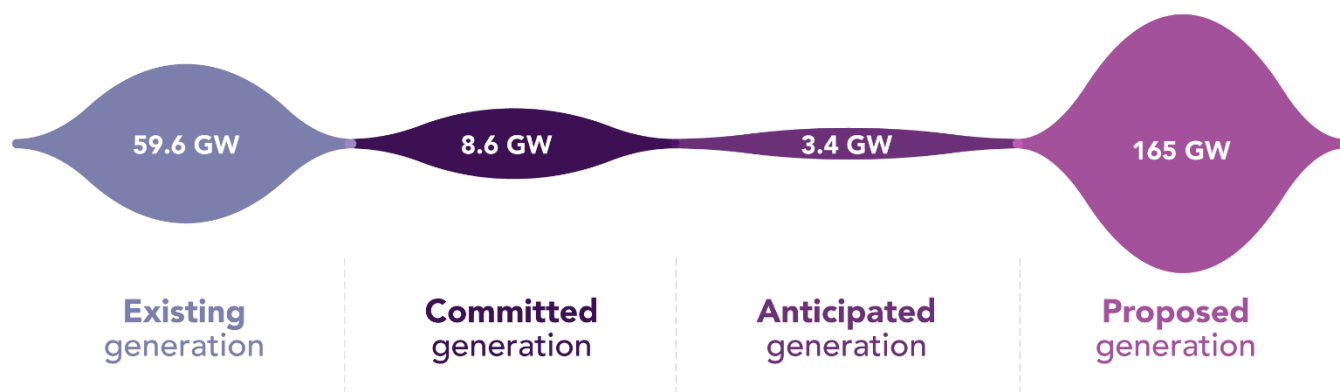 59.6 GW
8.6 GW
3.4 GW
165 GW
Existing
generation
Committed
generation
Anticipated
generation
Proposed
generation